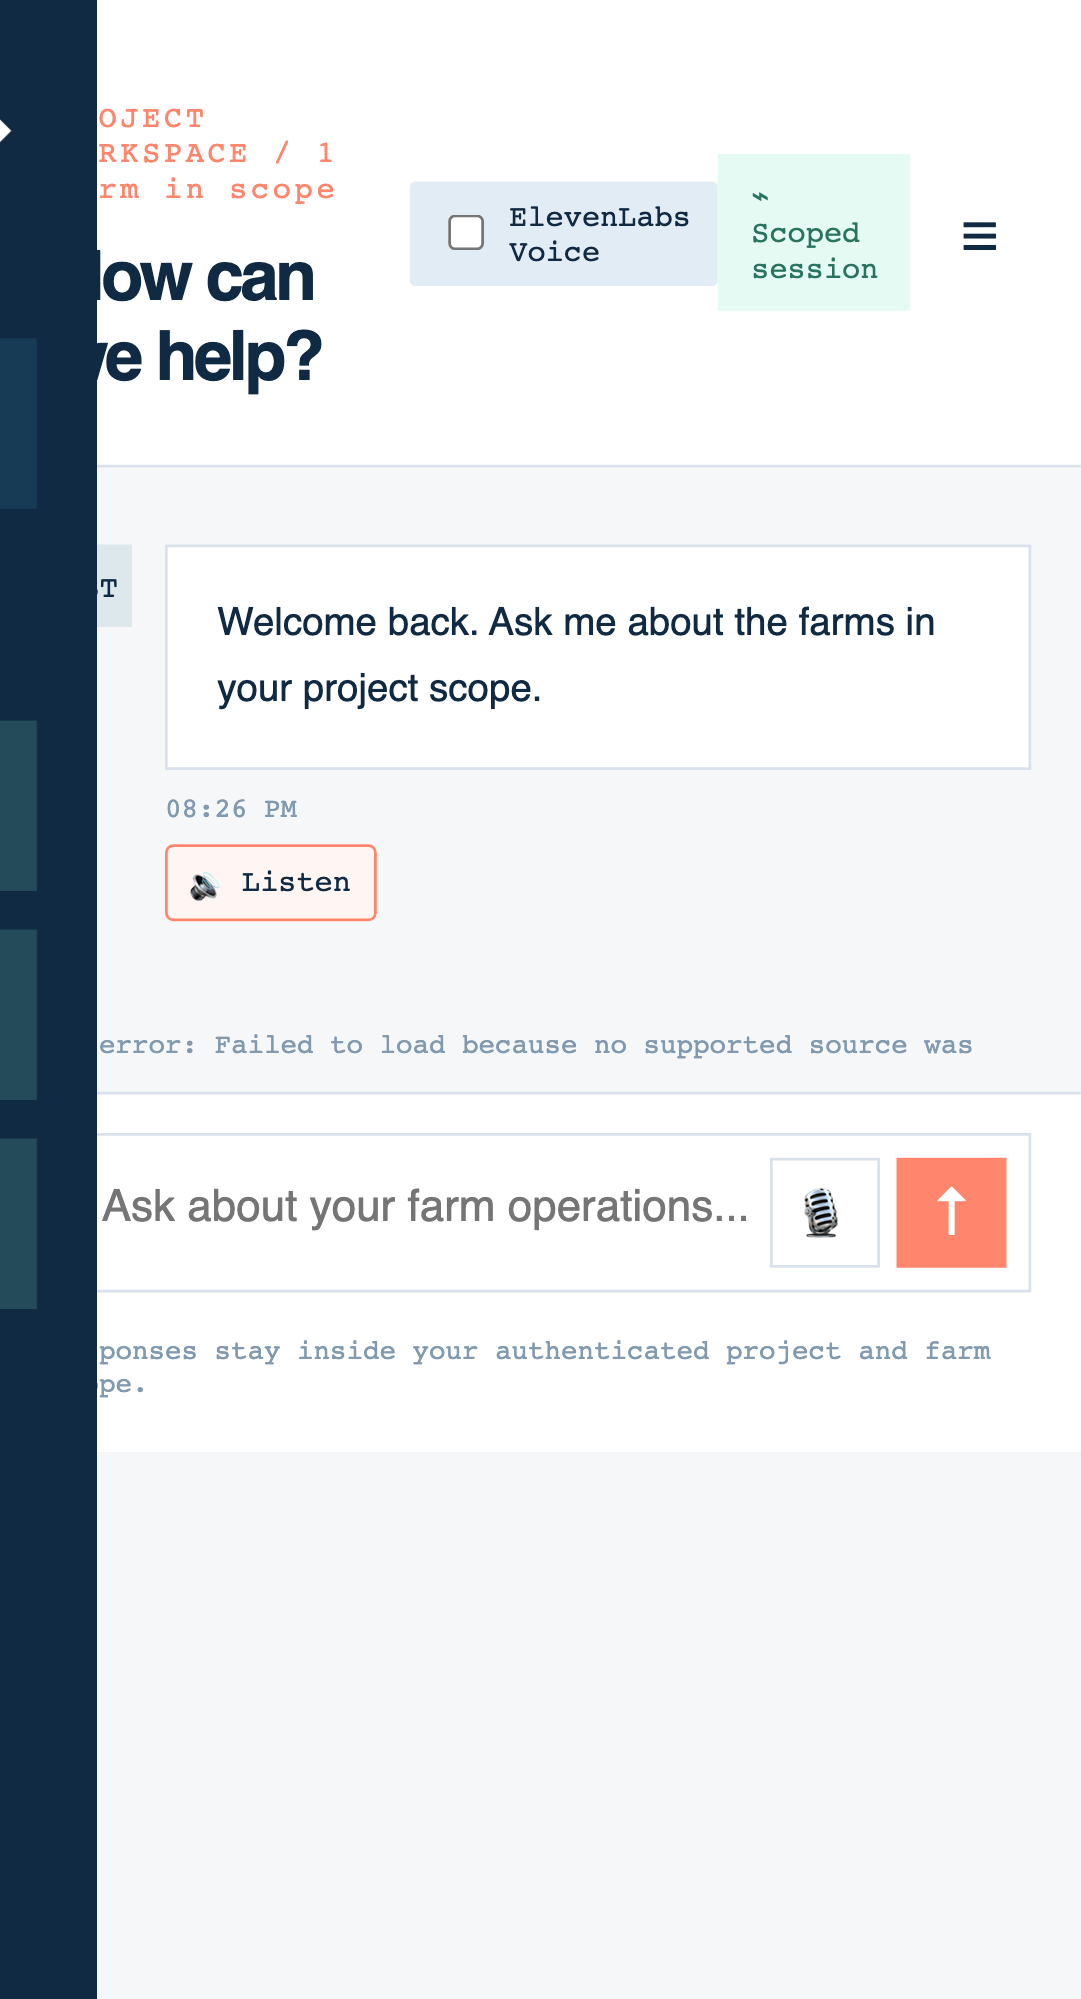 OJECT
RKSPACE / 1
rm in scope
ow can
e help?
ElevenLabs
Voice
Scoped
session
T
Welcome back. Ask me about the farms in
your project scope.
08:26 PM
Listen
error: Failed to load because no supported source was
Ask about your farm operations...
ponses stay inside your authenticated project and farm
pe.